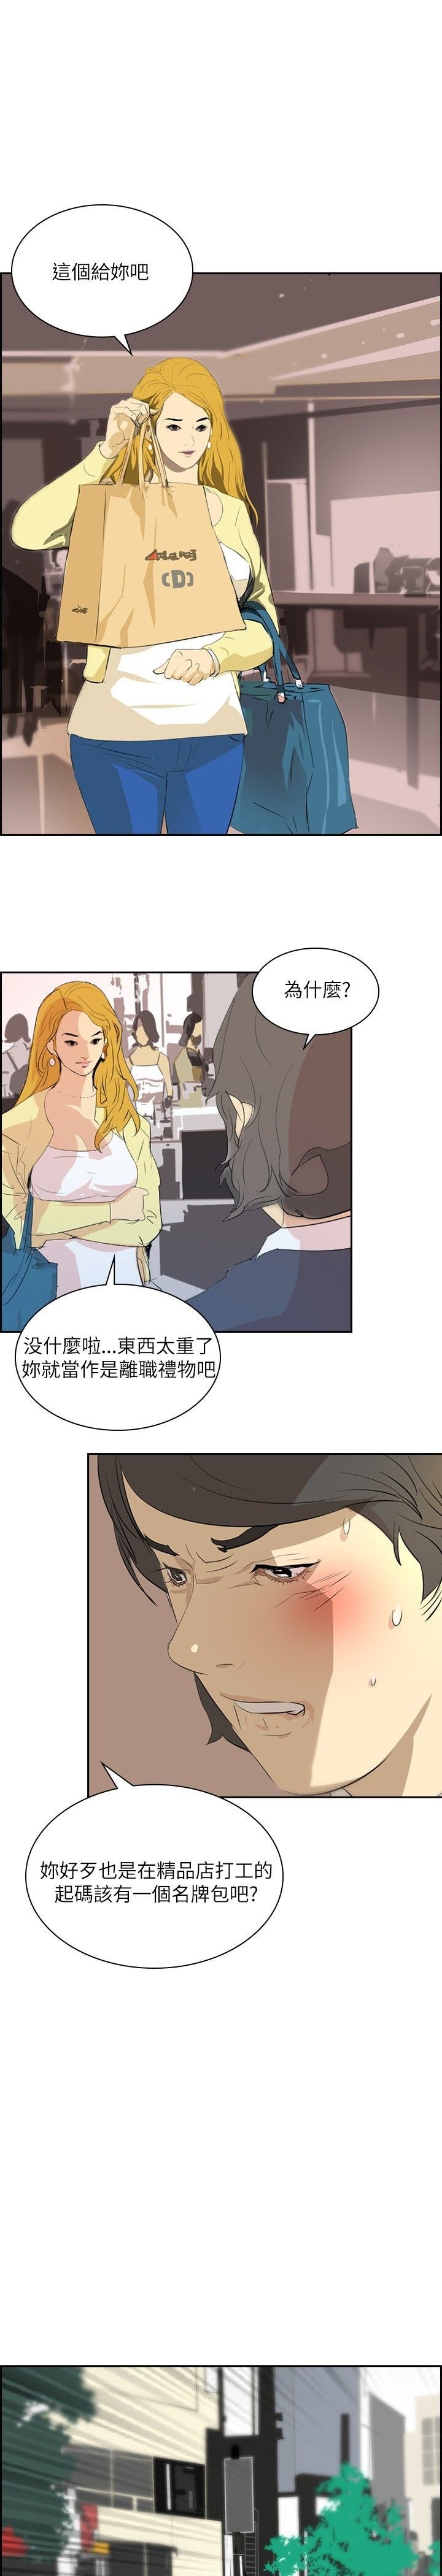 這個給妳吧
為什麼?
没什麼啦...東西太重了
妳就當作是離職禮物吧
妳好歹也是在精品店打工的
起碼該有一個名牌包吧?